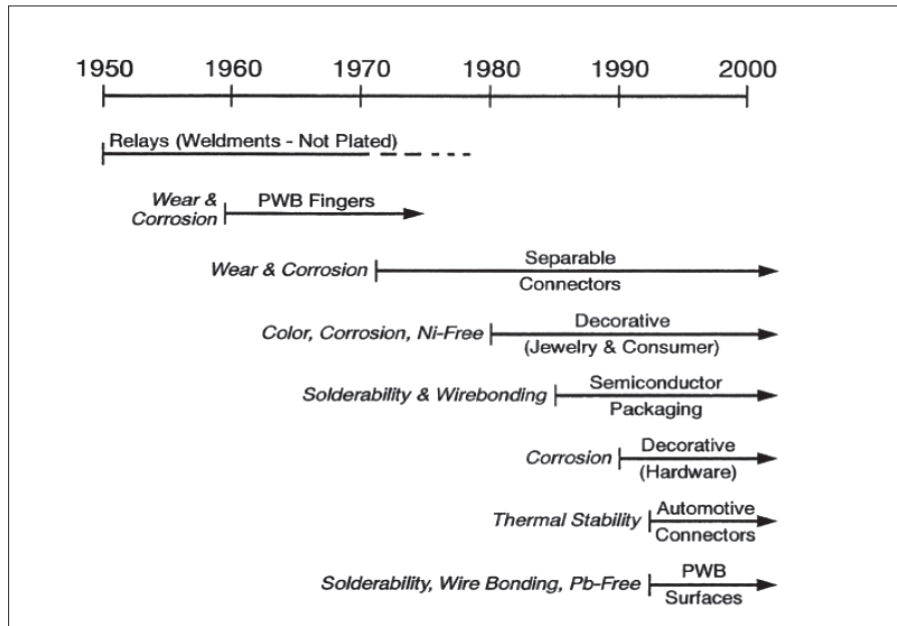 1950 1960 1970 1980 1990 2000
Relays (Weldments - Not Plated)
Wear &
Corrosion
PWB Fingers
Wear & Corrosion
Separable
Connectors
Color, Corrosion, Ni-Free
Decorative
(Jewelry & Consumer)
Solderability & Wirebonding
Semiconductor
Packaging
Corrosion
Decorative
(Hardware)
Thermal Stability
Automotive
Connectors
Solderability, Wire Bonding, Pb-Free
PWB
Surfaces